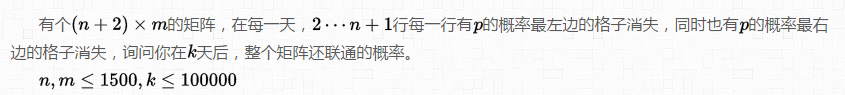 有个(n + 2) × m的矩阵，在每一天，2 ⋯ n + 1行每一行有p的概率最左边的格子消失，同时也有p的概率最右
边的格子消失，询问你在k天后，整个矩阵还联通的概率。
n, m ≤ 1500, k ≤ 100000